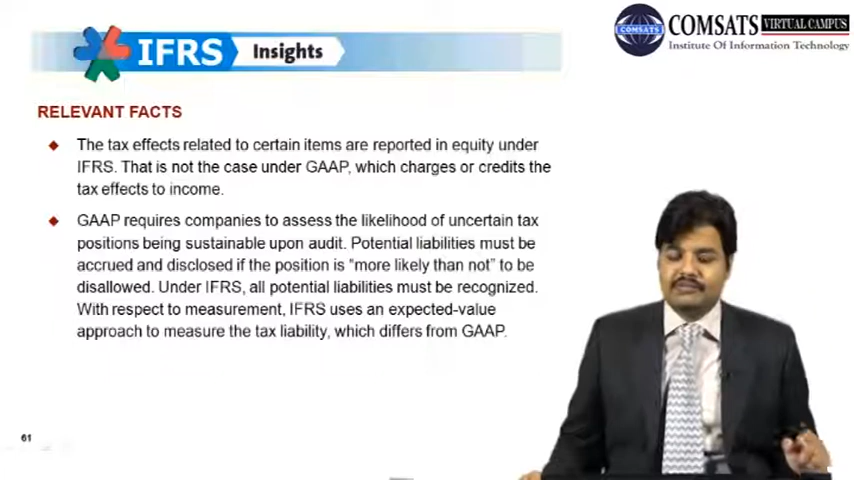 IFRS Insights
COMSATS
COMSATS VIRTUAL CAMPUS
Institute Of Information Technology
RELEVANT FACTS
The tax effects related to certain items are reported in equity under
IFRS. That is not the case under GAAP, which charges or credits the
tax effects to income.
GAAP requires companies to assess the likelihood of uncertain tax
positions being sustainable upon audit. Potential liabilities must be
accrued and disclosed if the position is “more likely than not” to be
disallowed. Under IFRS, all potential liabilities must be recognized.
With respect to measurement, IFRS uses an expected-value
approach to measure the tax liability, which differs from GAAP.
61